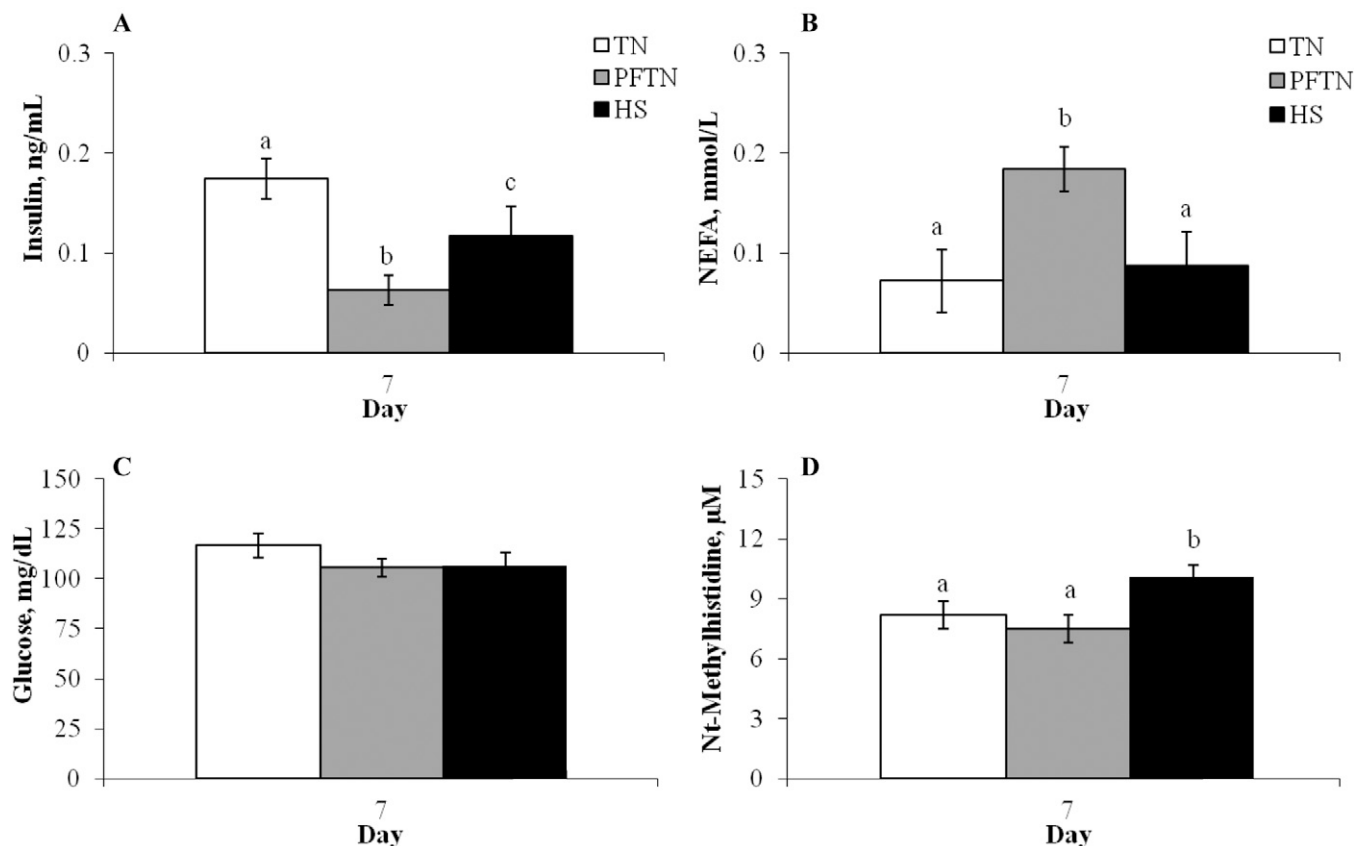 A
TN
PFTN
HS
Insulin, ng/mL
0.3
0.2
0.1
0
a
b
c
7
Day
B
TN
PFTN
HS
NEFA, mmol/L
0.3
0.2
0.1
0
a
b
a
7
Day
C
Glucose, mg/dL
150
125
100
75
50
25
0
7
Day
D
Nt-Methylhistidine, µM
15
12
9
6
3
0
a
a
b
7
Day